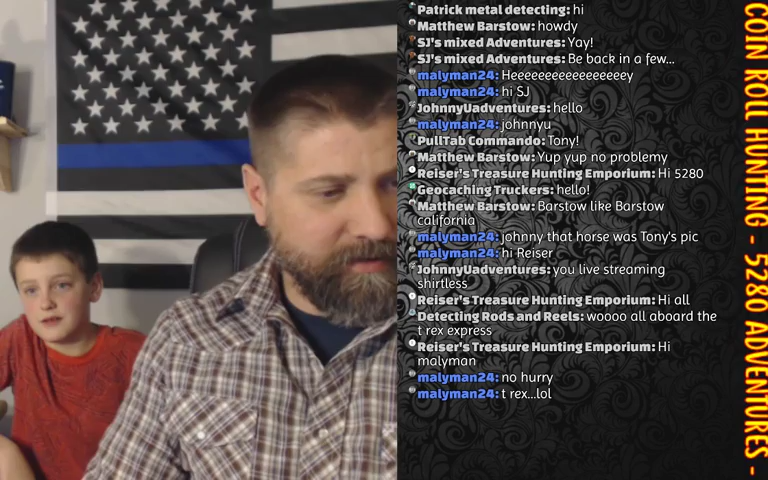 Patrick metal detecting: hi
Matthew Barstow: howdy
SJ's mixed Adventures: Yay!
SJ's mixed Adventures: Be back in a few...
malyman24: Heeeeeeeeeeeeeeeey
malyman24: hi SJ
JohnnyUadventures: hello
malyman24: johnnyu
PullTab Commando: Tony!
Matthew Barstow: Yup yup no problemy
Reiser's Treasure Hunting Emporium: Hi 5280
Geocaching Truckers: hello!
Matthew Barstow: Barstow like Barstow
california
malyman24: johnny that horse was Tony's pic
malyman24: hi Reiser
JohnnyUadventures: you live streaming
shirtless
Reiser's Treasure Hunting Emporium: Hi all
Detecting Rods and Reels: woooo all aboard the
t rex express
Reiser's Treasure Hunting Emporium: Hi
malyman
malyman24: no hurry
malyman24: t rex...lol
COIN ROLL HUNTING - 5280 ADVENTURES -